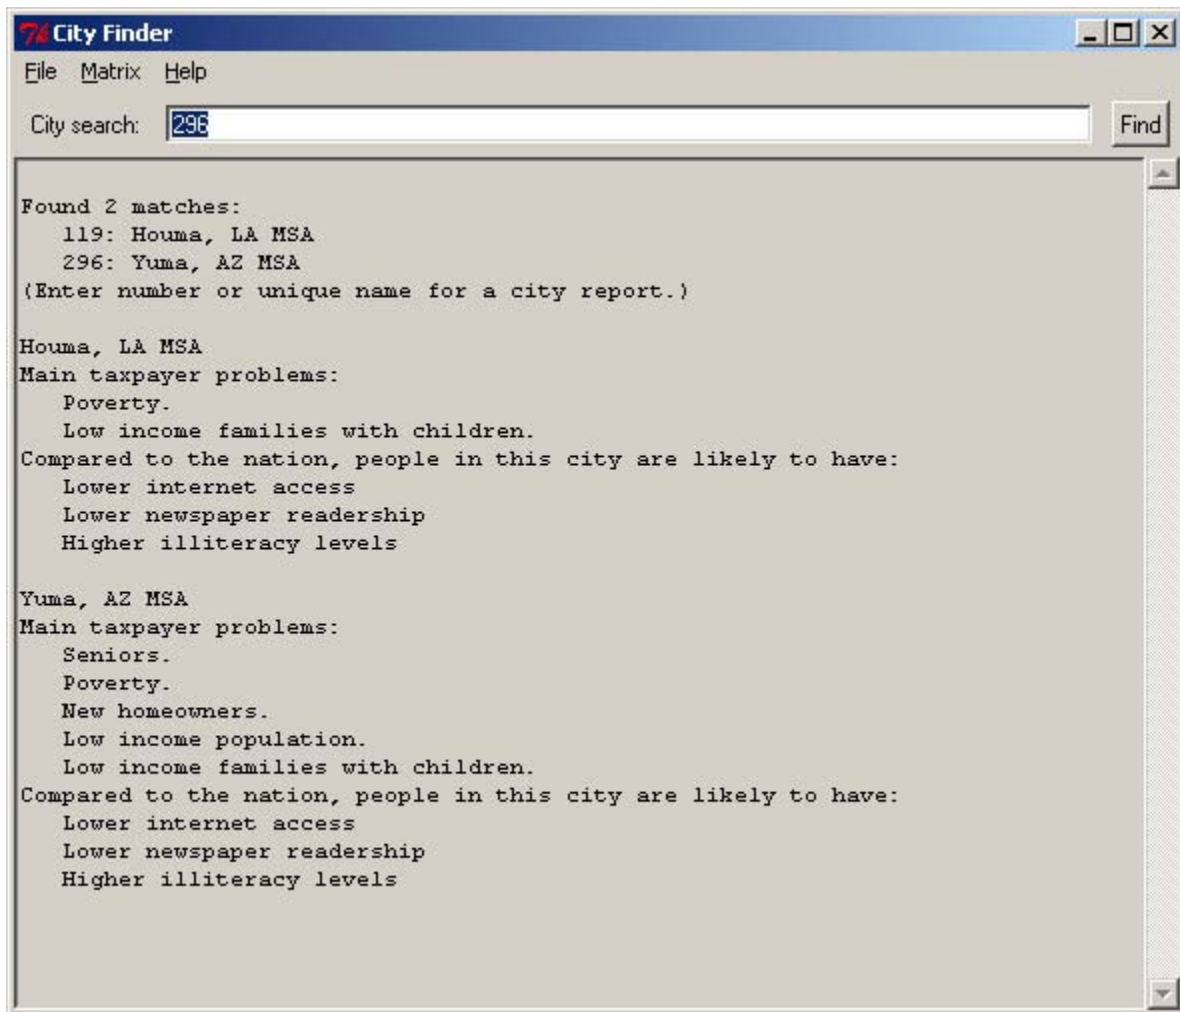 City Finder
File Matrix Help
City search: 296 Find
Found 2 matches:
119: Houma, LA MSA
296: Yuma, AZ MSA
(Enter number or unique name for a city report.)
Houma, LA MSA
Main taxpayer problems:
Poverty.
Low income families with children.
Compared to the nation, people in this city are likely to have:
Lower internet access
Lower newspaper readership
Higher illiteracy levels
Yuma, AZ MSA
Main taxpayer problems:
Seniors.
Poverty.
New homeowners.
Low income population.
Low income families with children.
Compared to the nation, people in this city are likely to have:
Lower internet access
Lower newspaper readership
Higher illiteracy levels